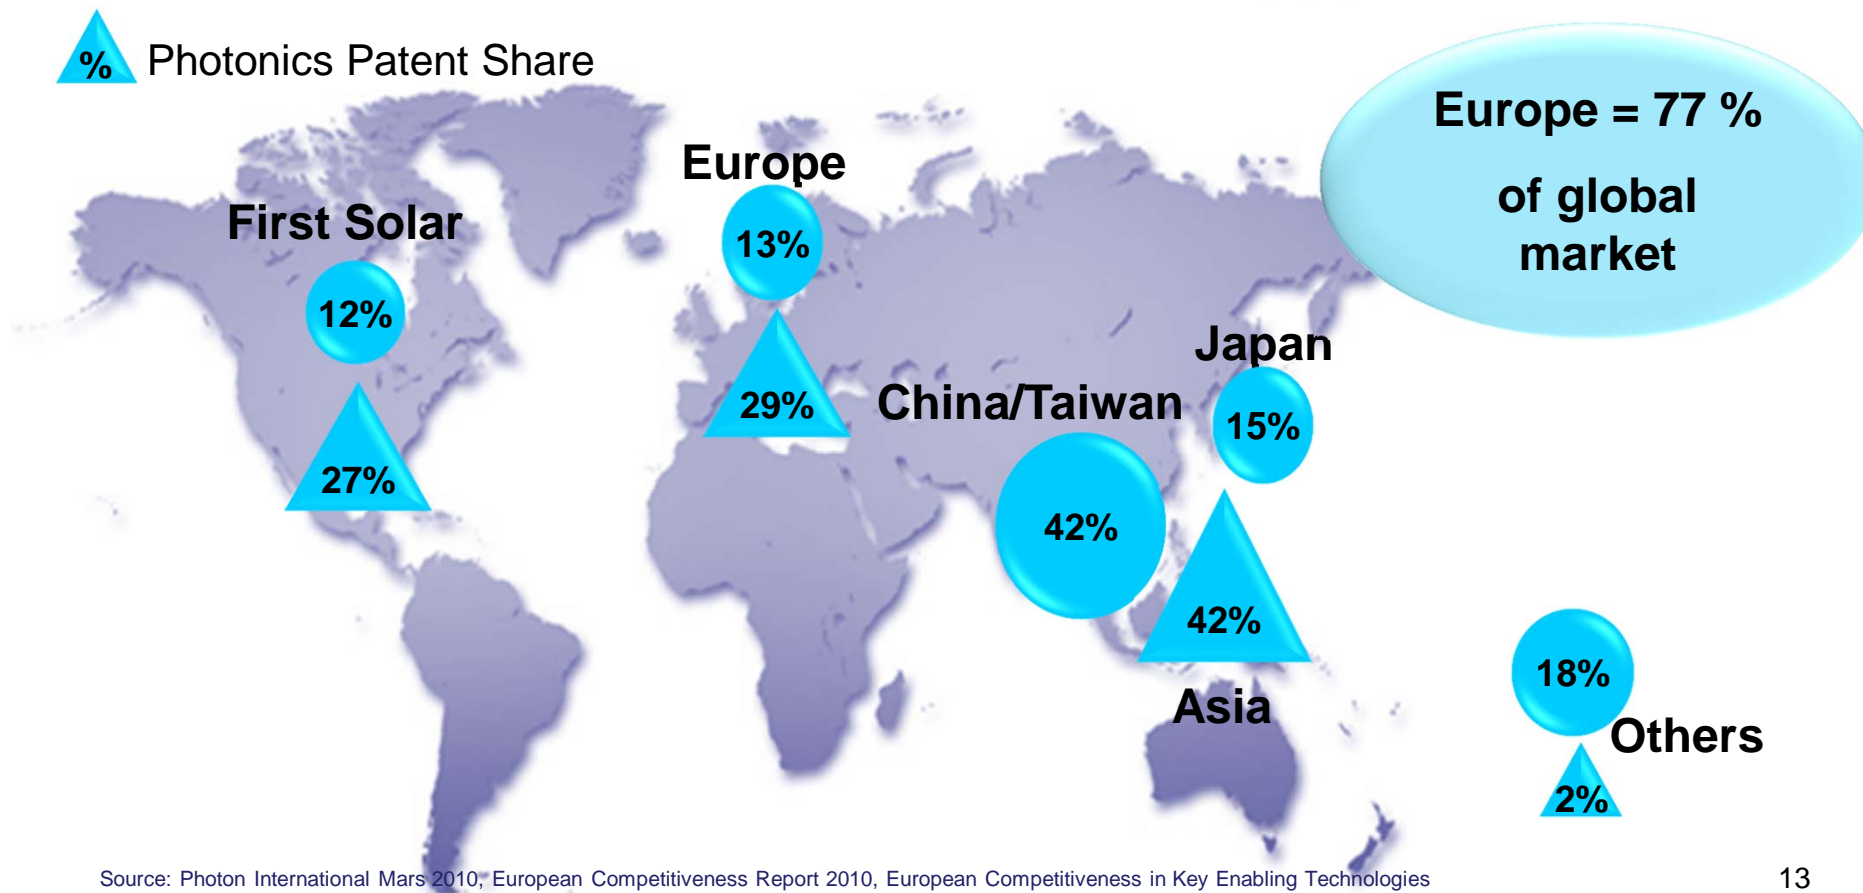 % Photonics Patent Share
Europe = 77 %
of global
market
Europe
13%
29%
First Solar
12%
27%
Japan
15%
China/Taiwan
42%
42%
Asia
18%
Others
2%
Source: Photon International Mars 2010, European Competitiveness Report 2010, European Competitiveness in Key Enabling Technologies
13